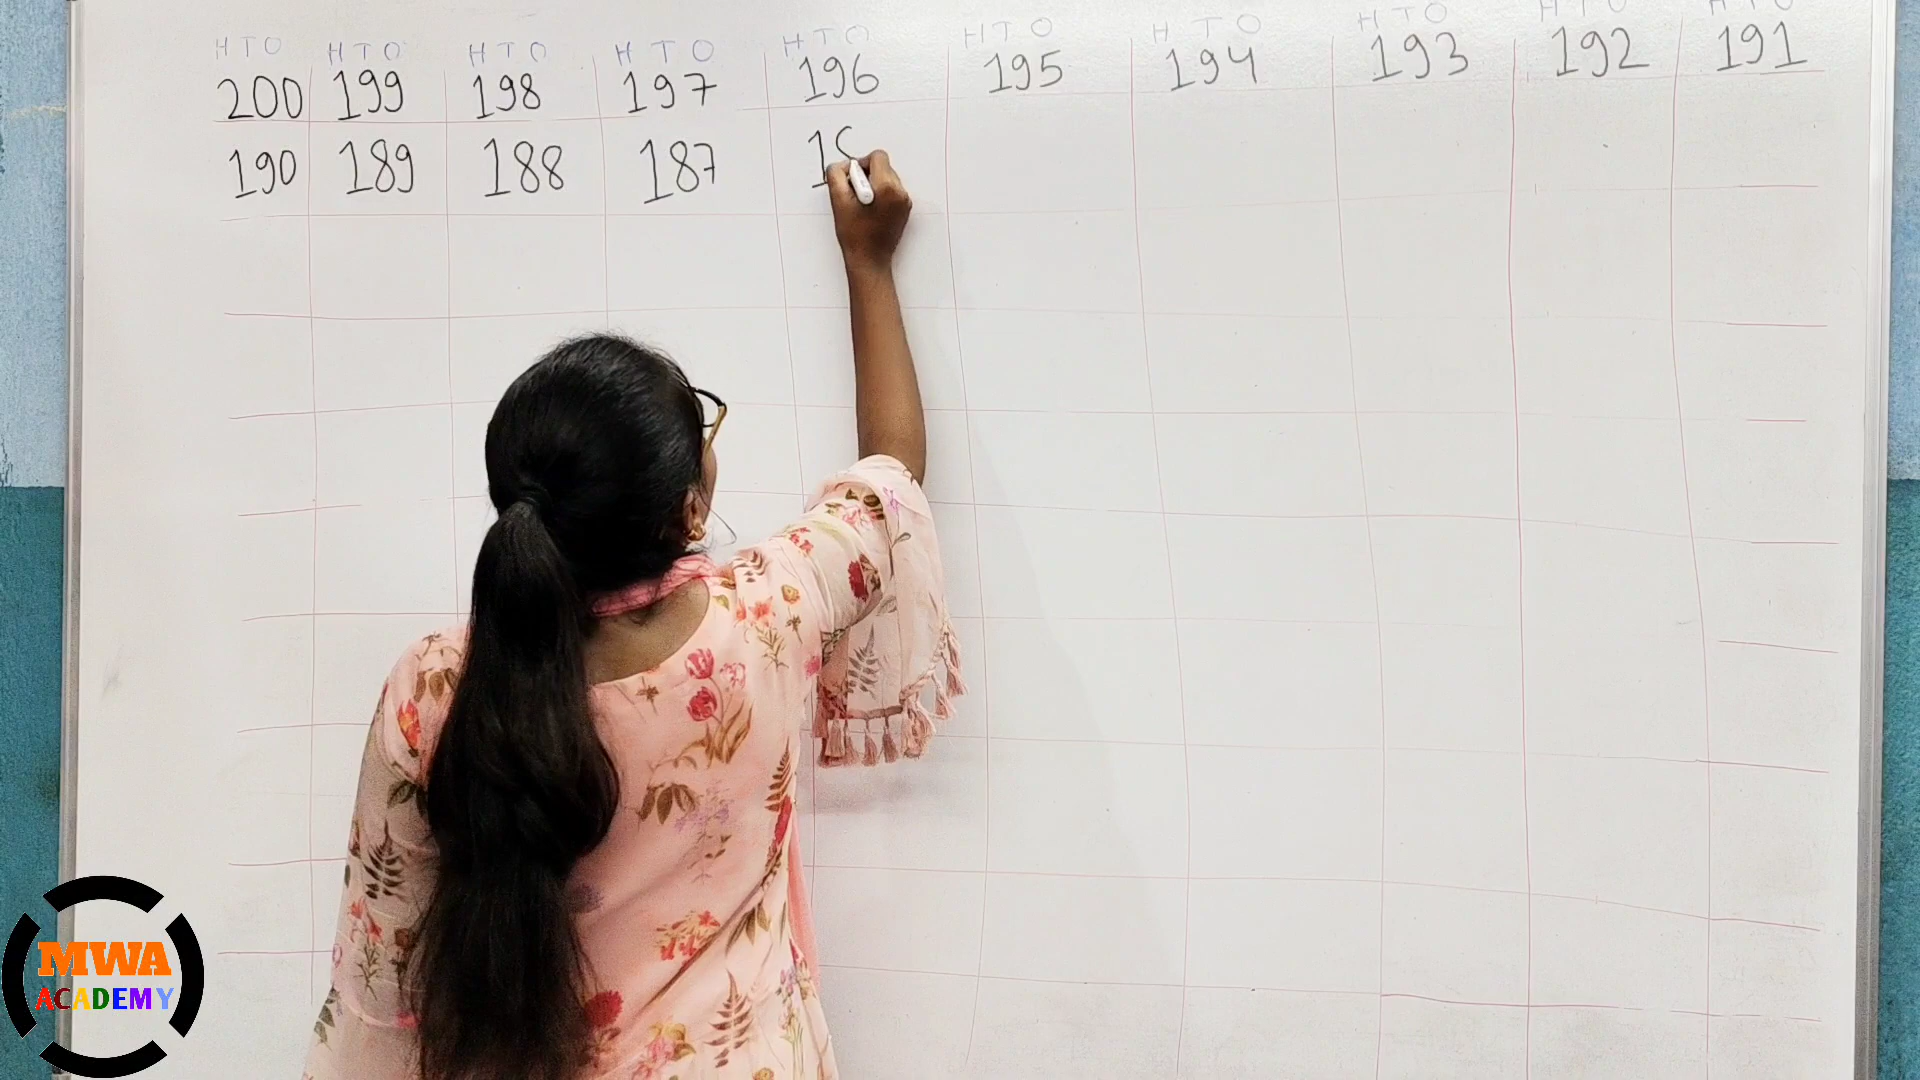 H T O H T O H T O H T O H T O H T O H T O H T O H T O H T O
200 199 198 197 196 195 194 193 192 191
190 189 188 187
MWA
ACADEMY